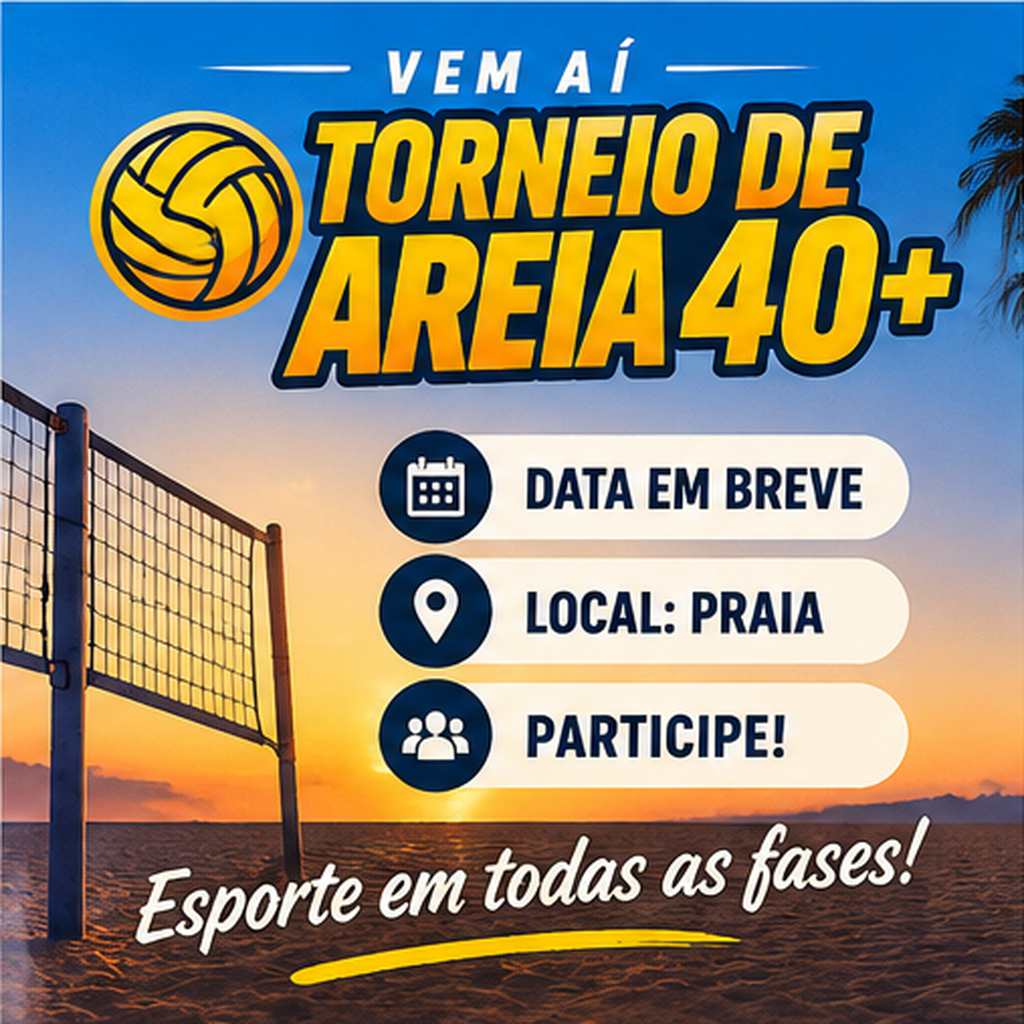 VEM AÍ
TORNEIO DE
AREIA 40+
DATA EM BREVE
LOCAL: PRAIA
PARTICIPE!
Esporte em todas as fases!